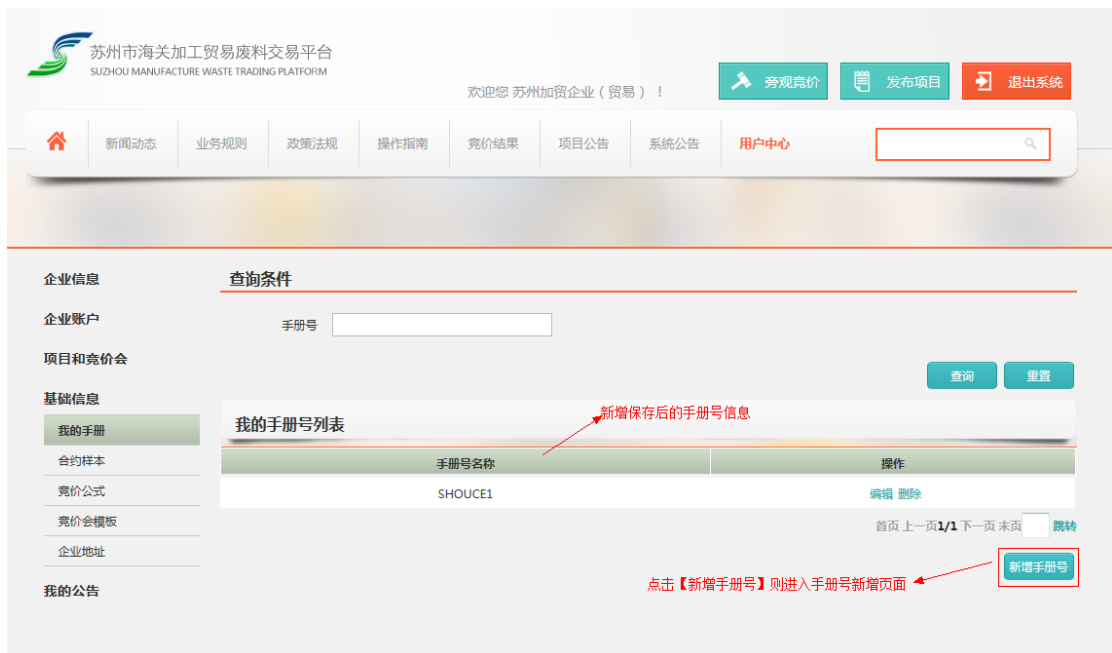 苏州市海关加工贸易废料交易平台
SUZHOU MANUFACTURE WASTE TRADING PLATFORM
欢迎您 苏州加贸企业（贸易）！
旁观竞价 发布项目 退出系统
新闻动态 业务规则 政策法规 操作指南 竞价结果 项目公告 系统公告 用户中心
企业信息
查询条件
企业账户
手册号
项目和竞价会
查询 重置
基础信息
新增保存后的手册号信息
我的手册
我的手册号列表
合约样本
手册号名称 操作
竞价公式
SHOUCE1 编辑 删除
竞价会模板
首页 上一页1/1 下一页 末页 跳转
企业地址
新增手册号
点击【新增手册号】则进入手册号新增页面
我的公告